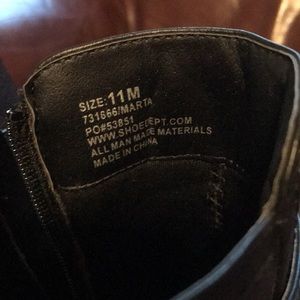 SIZE:11M
731666/MARTA
PO#53851
WWW.SHOEDEPT.COM
ALL MAN MADE MATERIALS
MADE IN CHINA